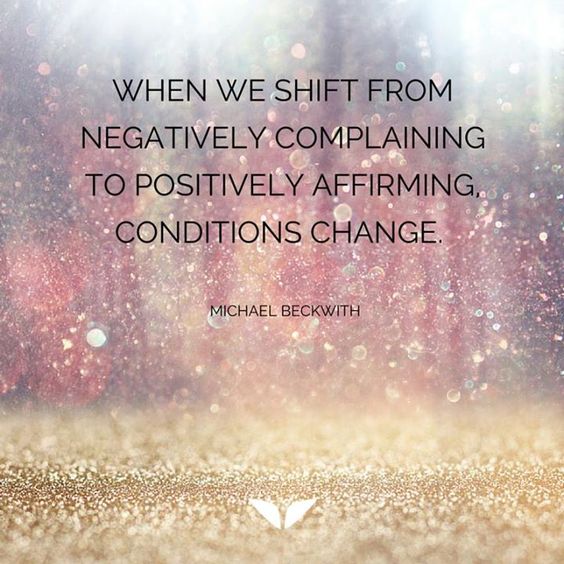 WHEN WE SHIFT FROM
NEGATIVELY COMPLAINING
TO POSITIVELY AFFIRMING,
CONDITIONS CHANGE.
MICHAEL BECKWITH